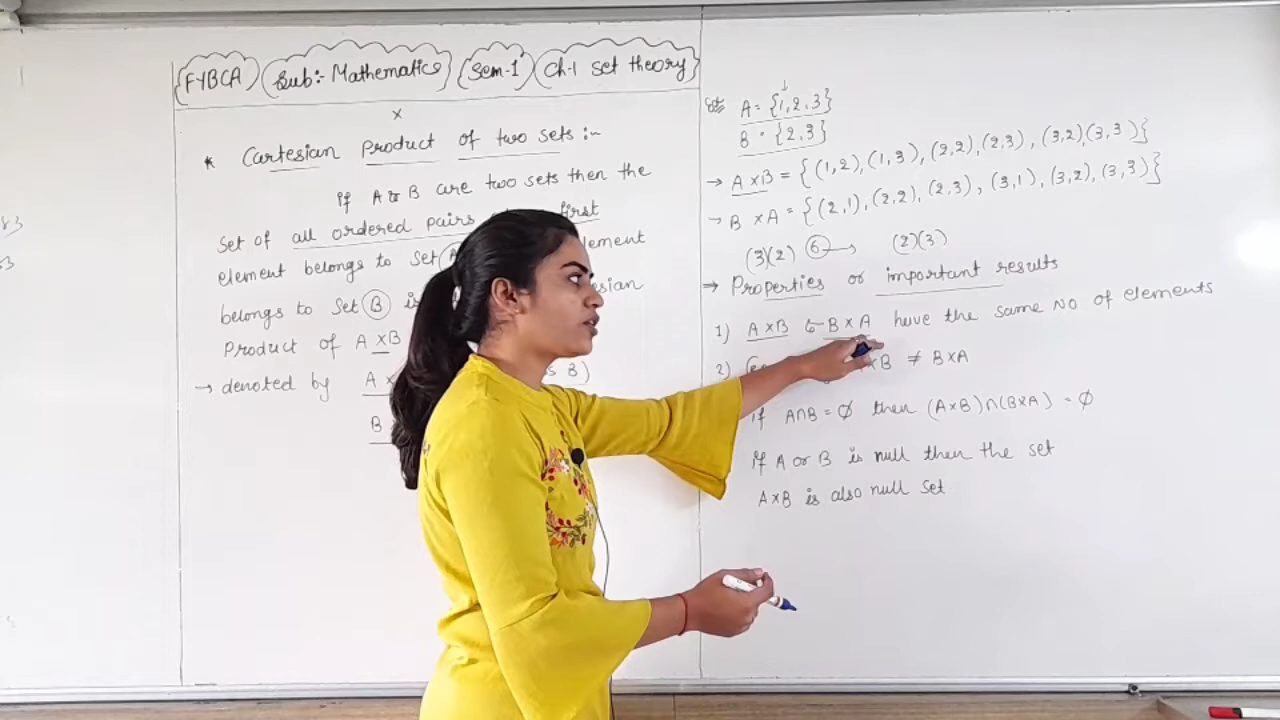 FYBCA Sub:- Mathematics Sem-1 Ch-1 set theory
x
* Cartesian Product of two sets :-
If A & B are two sets then the
Set of all ordered pairs first
element belongs to Set A element
belongs to Set B is
Product of A x B
→ denoted by A x B)
B
A = {1, 2, 3}
B = {2, 3}
→ A x B = {(1,2), (1,3), (2,2), (2,3), (3,2) (3,3)}
→ B x A = {(2,1), (2,2), (2,3), (3,1), (3,2), (3,3)}
(3)(2) 6 → (2)(3)
⇒ Properties or important results
1) A x B & B x A have the same NO of elements
2) x B ≠ B x A
If A∩B = ∅ then (A x B) ∩ (B x A) = ∅
If A or B is null then the set
A x B is also null set
83